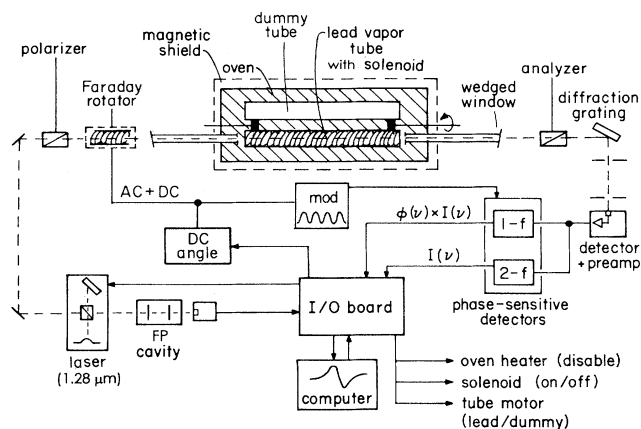 polarizer
magnetic
shield
dummy
tube
oven
lead vapor
tube
with solenoid
Faraday
rotator
wedged
window
analyzer
diffraction
grating
AC+DC
mod
DC
angle
ϕ(ν)×I(ν)
I(ν)
1-f
2-f
phase-sensitive
detectors
detector
+preamp
I/O board
FP
cavity
laser
(1.28 μm)
computer
oven heater (disable)
solenoid (on/off)
tube motor
(lead/dummy)